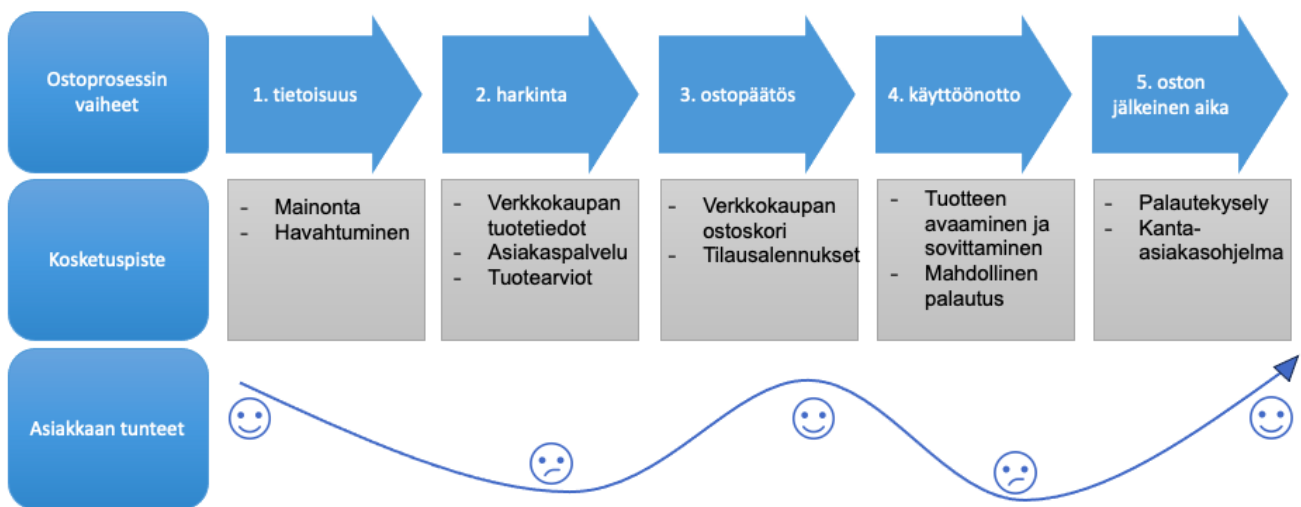 Ostoprosessin
vaiheet
1. tietoisuus
2. harkinta
3. ostopäätös
4. käyttöönotto
5. oston
jälkeinen aika
Kosketuspiste
- Mainonta
- Havahtuminen
- Verkkokaupan
tuotetiedot
- Asiakaspalvelu
- Tuotearviot
- Verkkokaupan
ostoskori
- Tilausalennukset
- Tuotteen
avaaminen ja
sovittaminen
- Mahdollinen
palautus
- Palautekysely
- Kanta-
asiakasohjelma
Asiakkaan tunteet